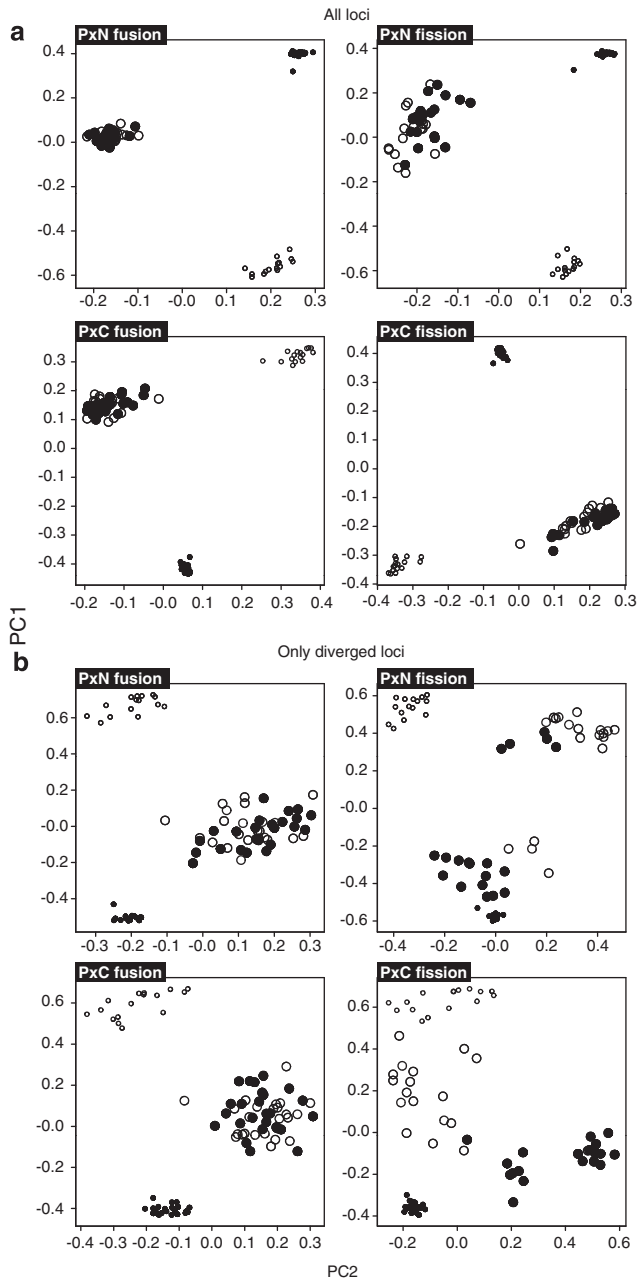 a
All loci
PxN fusion
PxN fission
0.4
0.2
-0.0
-0.2
-0.4
-0.6
-0.2 -0.1 -0.0 0.1 0.2 0.3
0.4
0.2
-0.0
-0.2
-0.4
-0.6
-0.2 -0.1 -0.0 0.1 0.2 0.3
PxC fusion
PxC fission
0.3
0.2
0.1
0.0
-0.1
-0.2
-0.3
-0.4
-0.2 -0.1 -0.0 0.1 0.2 0.3 0.4
0.4
0.3
0.2
0.1
0.0
-0.1
-0.2
-0.3
-0.4
-0.4 -0.3 -0.2 -0.1 0.0 0.1 0.2 0.3
PC1
b
Only diverged loci
PxN fusion
PxN fission
0.6
0.4
0.2
-0.0
-0.2
-0.4
-0.3 -0.2 -0.0 0.1 0.2 0.3
0.6
0.4
0.2
-0.0
-0.2
-0.4
-0.6
-0.4 -0.2 -0.0 0.2 0.4
PxC fusion
PxC fission
0.6
0.4
0.2
-0.0
-0.2
-0.4
-0.4 -0.3 -0.2 -0.1 0.0 0.1 0.2 0.3
0.6
0.4
0.2
-0.0
-0.2
-0.4
-0.2 0.0 0.2 0.4 0.6
PC2